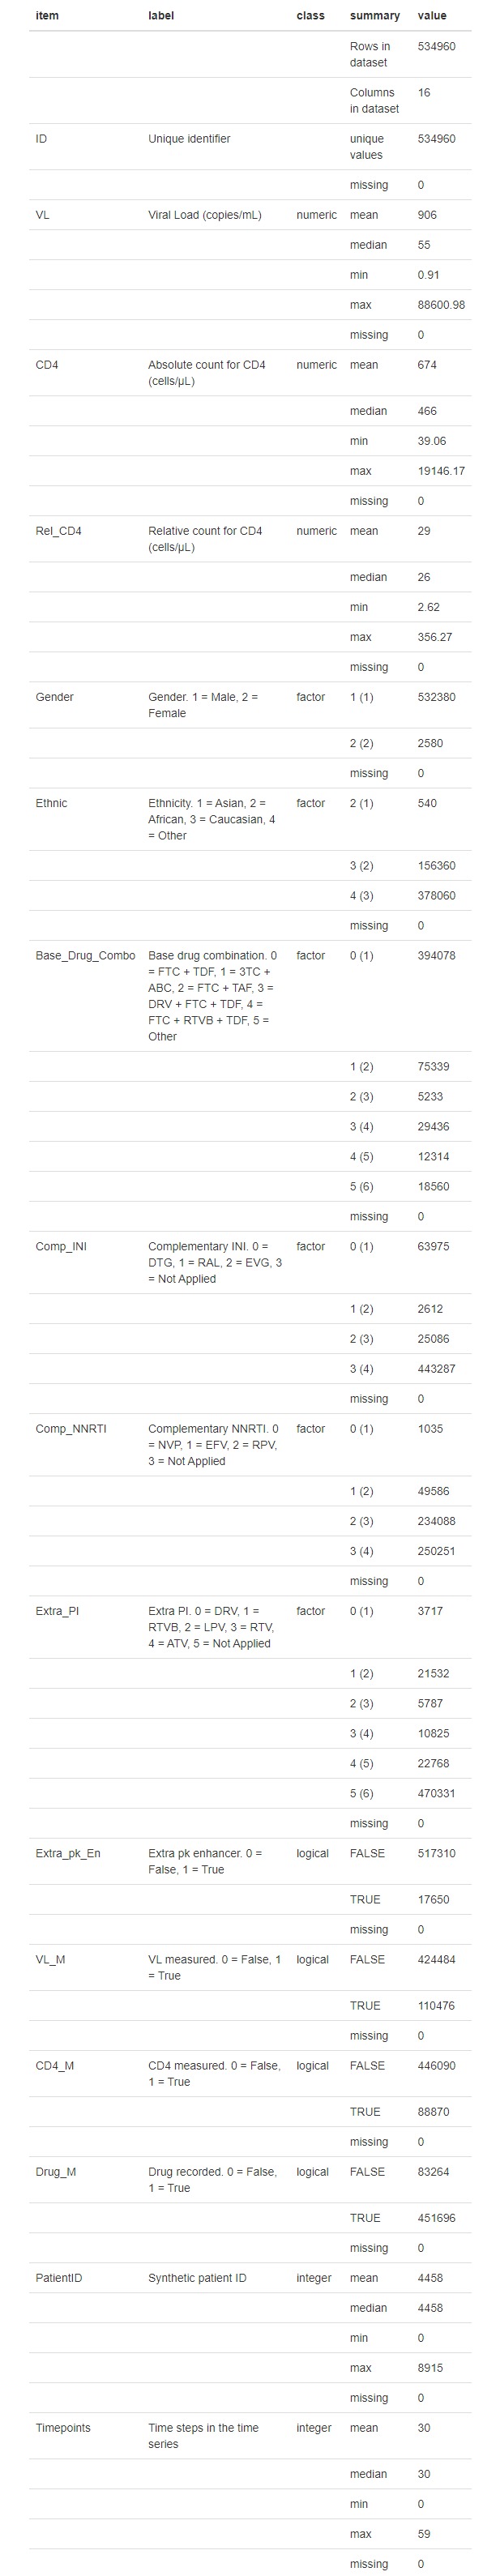 item label class summary value
Rows in 534960
dataset
Columns 16
in dataset
ID Unique identifier unique 534960
values
missing 0
VL Viral Load (copies/mL) numeric mean 906
median 55
min 0.91
max 88600.98
missing 0
CD4 Absolute count for CD4 numeric mean 674
(cells/µL)
median 466
min 39.06
max 19146.17
missing 0
Rel_CD4 Relative count for CD4 numeric mean 29
(cells/µL)
median 26
min 2.62
max 356.27
missing 0
Gender Gender. 1 = Male, 2 = factor 1 (1) 532380
Female
2 (2) 2580
missing 0
Ethnic Ethnicity. 1 = Asian, 2 = factor 2 (1) 540
African, 3 = Caucasian, 4
= Other
3 (2) 156360
4 (3) 378060
missing 0
Base_Drug_Combo Base drug combination. 0 factor 0 (1) 394078
= FTC + TDF, 1 = 3TC +
ABC, 2 = FTC + TAF, 3 =
DRV + FTC + TDF, 4 =
FTC + RTVB + TDF, 5 =
Other
1 (2) 75339
2 (3) 5233
3 (4) 29436
4 (5) 12314
5 (6) 18560
missing 0
Comp_INI Complementary INI. 0 = factor 0 (1) 63975
DTG, 1 = RAL, 2 = EVG, 3
= Not Applied
1 (2) 2612
2 (3) 25086
3 (4) 443287
missing 0
Comp_NNRTI Complementary NNRTI. 0 factor 0 (1) 1035
= NVP, 1 = EFV, 2 = RPV,
3 = Not Applied
1 (2) 49586
2 (3) 234088
3 (4) 250251
missing 0
Extra_PI Extra PI. 0 = DRV, 1 = factor 0 (1) 3717
RTVB, 2 = LPV, 3 = RTV,
4 = ATV, 5 = Not Applied
1 (2) 21532
2 (3) 5787
3 (4) 10825
4 (5) 22768
5 (6) 470331
missing 0
Extra_pk_En Extra pk enhancer. 0 = logical FALSE 517310
False, 1 = True
TRUE 17650
missing 0
VL_M VL measured. 0 = False, 1 logical FALSE 424484
= True
TRUE 110476
missing 0
CD4_M CD4 measured. 0 = False, logical FALSE 446090
1 = True
TRUE 88870
missing 0
Drug_M Drug recorded. 0 = False, logical FALSE 83264
1 = True
TRUE 451696
missing 0
PatientID Synthetic patient ID integer mean 4458
median 4458
min 0
max 8915
missing 0
Timepoints Time steps in the time integer mean 30
series
median 30
min 0
max 59
missing 0